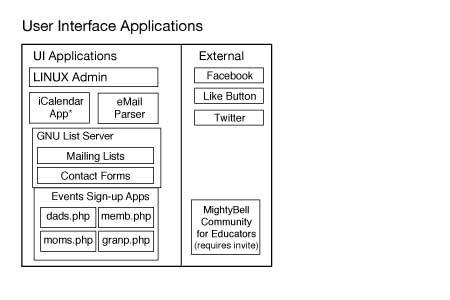 User Interface Applications
UI Applications
LINUX Admin
iCalendar
App*
eMail
Parser
GNU List Server
Mailing Lists
Contact Forms
Events Sign-up Apps
dads.php
memb.php
moms.php
granp.php
External
Facebook
Like Button
Twitter
MightyBell
Community
for Educators
(requires invite)